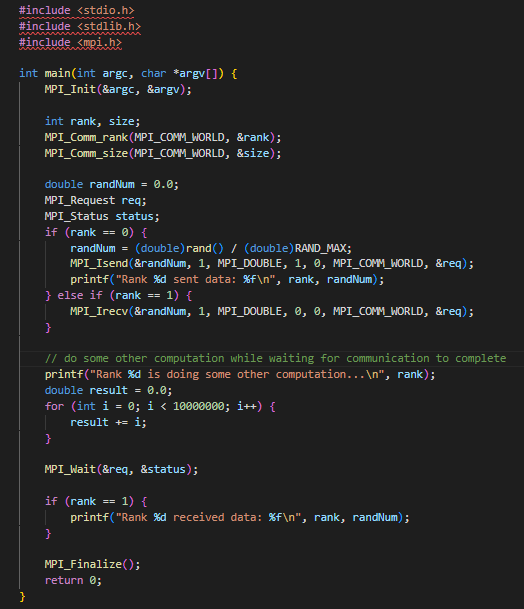 #include <stdio.h>
#include <stdlib.h>
#include <mpi.h>

int main(int argc, char *argv[]) {
    MPI_Init(&argc, &argv);

    int rank, size;
    MPI_Comm_rank(MPI_COMM_WORLD, &rank);
    MPI_Comm_size(MPI_COMM_WORLD, &size);

    double randNum = 0.0;
    MPI_Request req;
    MPI_Status status;
    if (rank == 0) {
        randNum = (double)rand() / (double)RAND_MAX;
        MPI_Isend(&randNum, 1, MPI_DOUBLE, 1, 0, MPI_COMM_WORLD, &req);
        printf("Rank %d sent data: %f\n", rank, randNum);
    } else if (rank == 1) {
        MPI_Irecv(&randNum, 1, MPI_DOUBLE, 0, 0, MPI_COMM_WORLD, &req);
    }

    // do some other computation while waiting for communication to complete
    printf("Rank %d is doing some other computation...\n", rank);
    double result = 0.0;
    for (int i = 0; i < 10000000; i++) {
        result += i;
    }

    MPI_Wait(&req, &status);

    if (rank == 1) {
        printf("Rank %d received data: %f\n", rank, randNum);
    }

    MPI_Finalize();
    return 0;
}